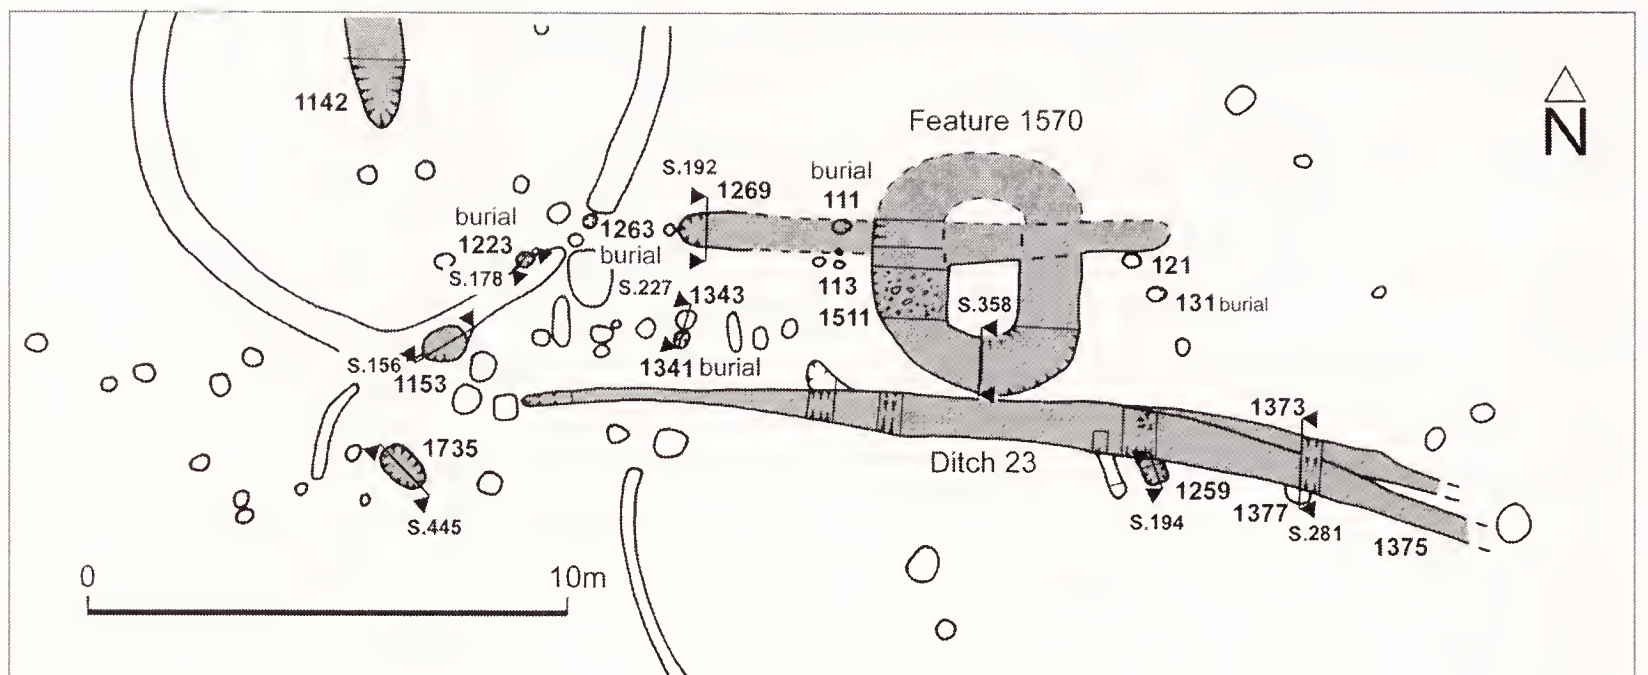 1142
Feature 1570
N
S.192
1269
burial
111
burial
1223
1263
burial
S.178
S.227
1343
113
1511
S.358
121
131 burial
S.156
1153
1341 burial
1373
1735
Ditch 23
1259
1377
S.194
S.281
1375
S.445
0 10m